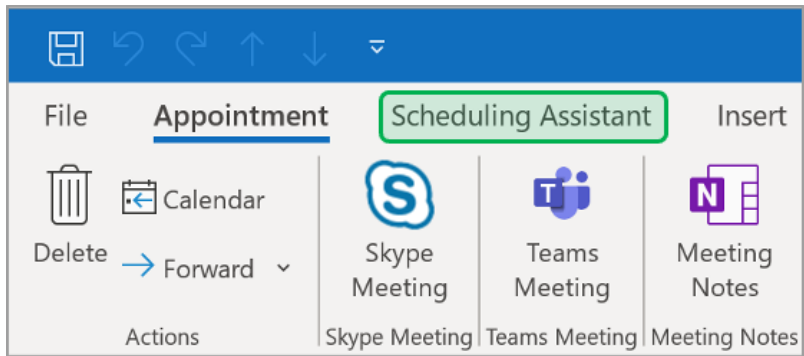 File Appointment Scheduling Assistant Insert
Delete
Calendar
Forward
Actions
Skype
Meeting
Skype Meeting
Teams
Meeting
Teams Meeting
Meeting
Notes
Meeting Notes